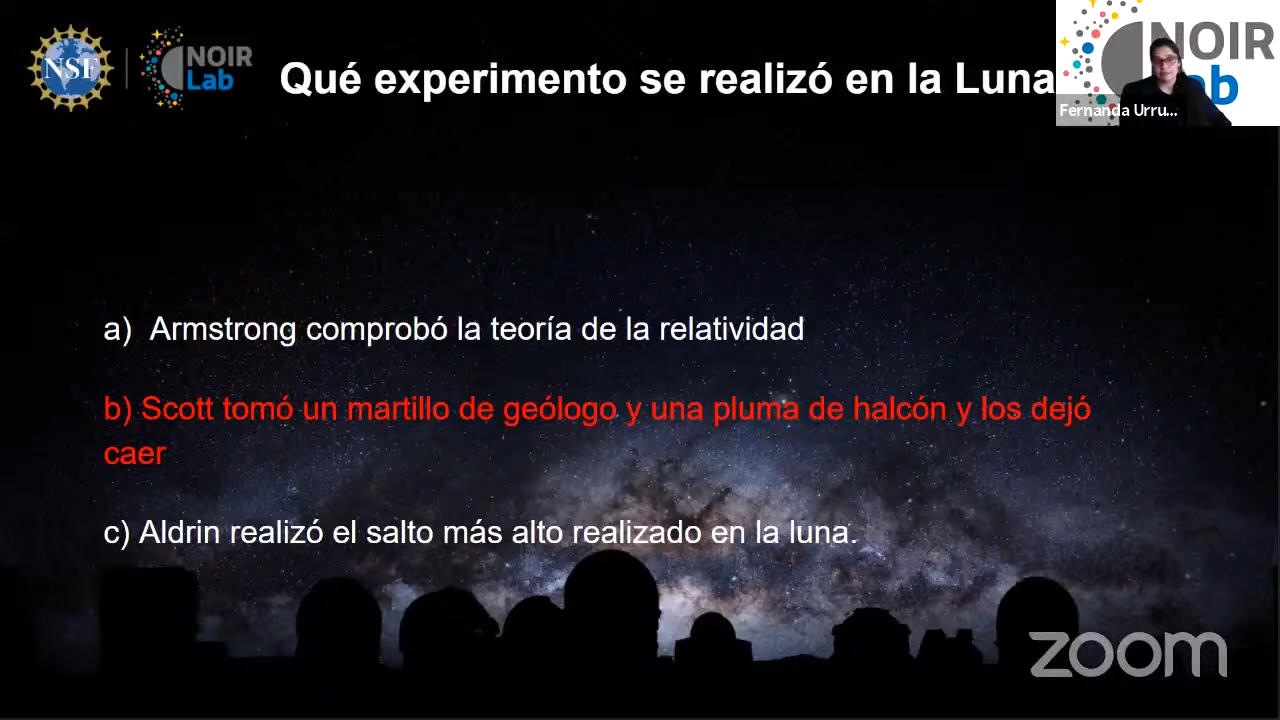 NSF
NOIR
Lab
Qué experimento se realizó en la Luna
NOIR
b
Fernanda Urru...
a) Armstrong comprobó la teoría de la relatividad
b) Scott tomó un martillo de geólogo y una pluma de halcón y los dejó
caer
c) Aldrin realizó el salto más alto realizado en la luna.
zoom